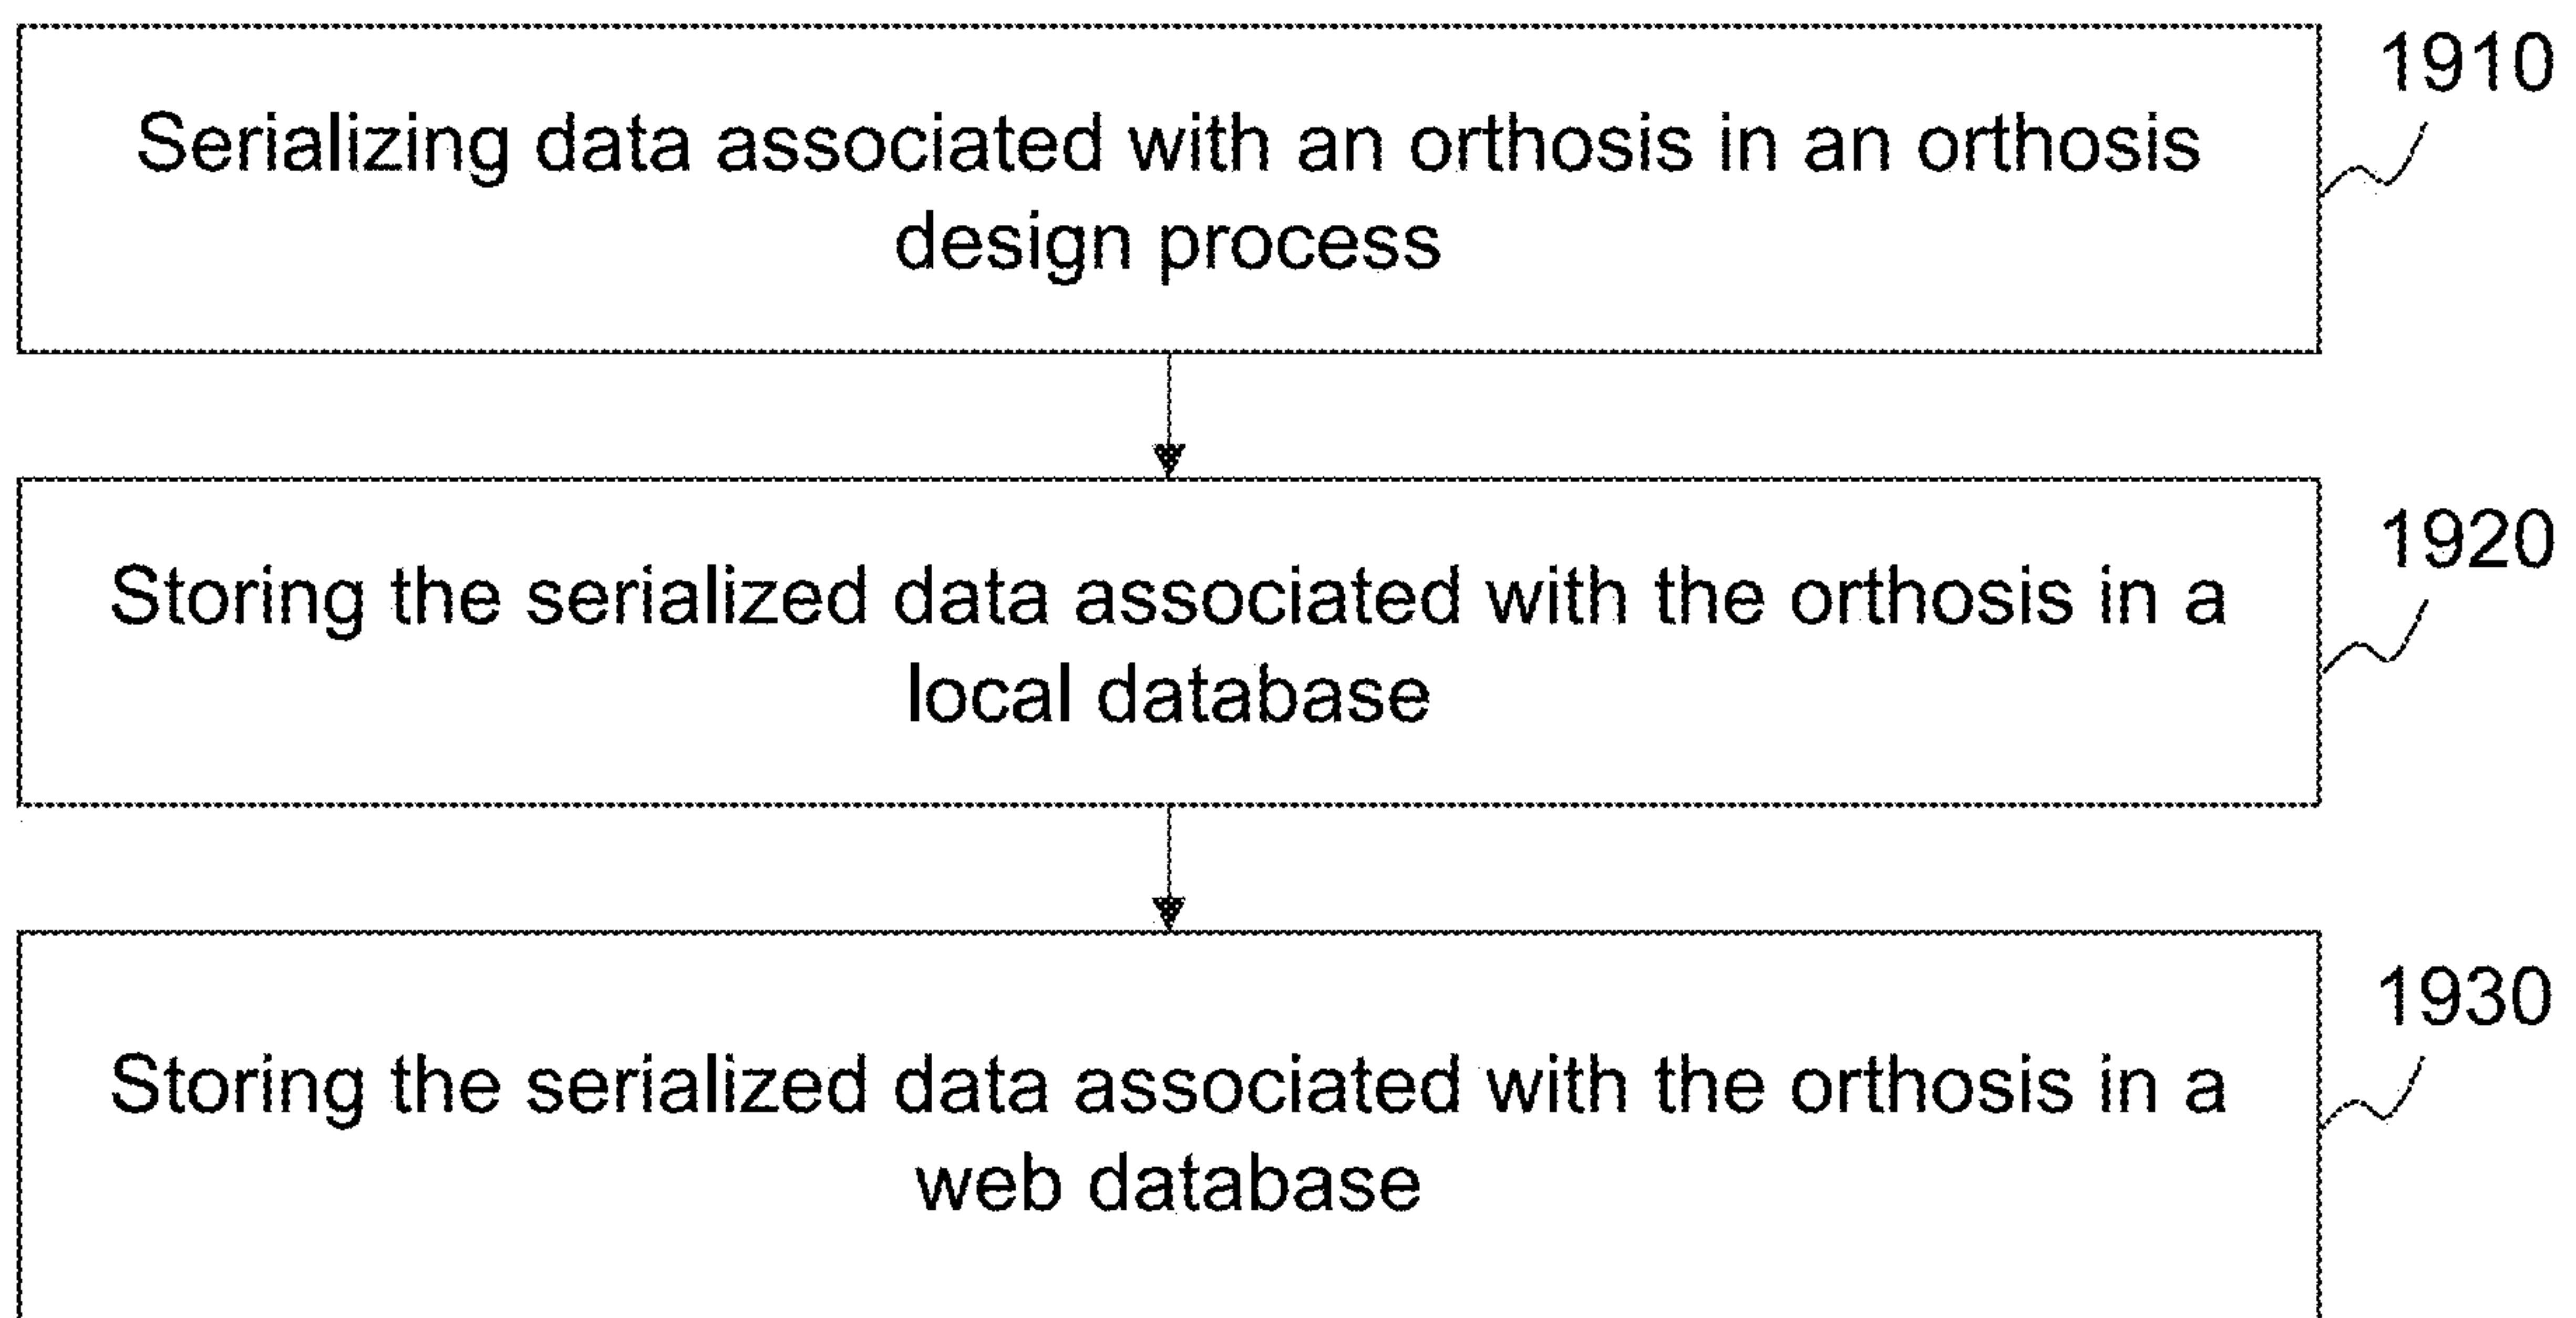 1910
Serializing data associated with an orthosis in an orthosis
design process
1920
Storing the serialized data associated with the orthosis in a
local database
1930
Storing the serialized data associated with the orthosis in a
web database